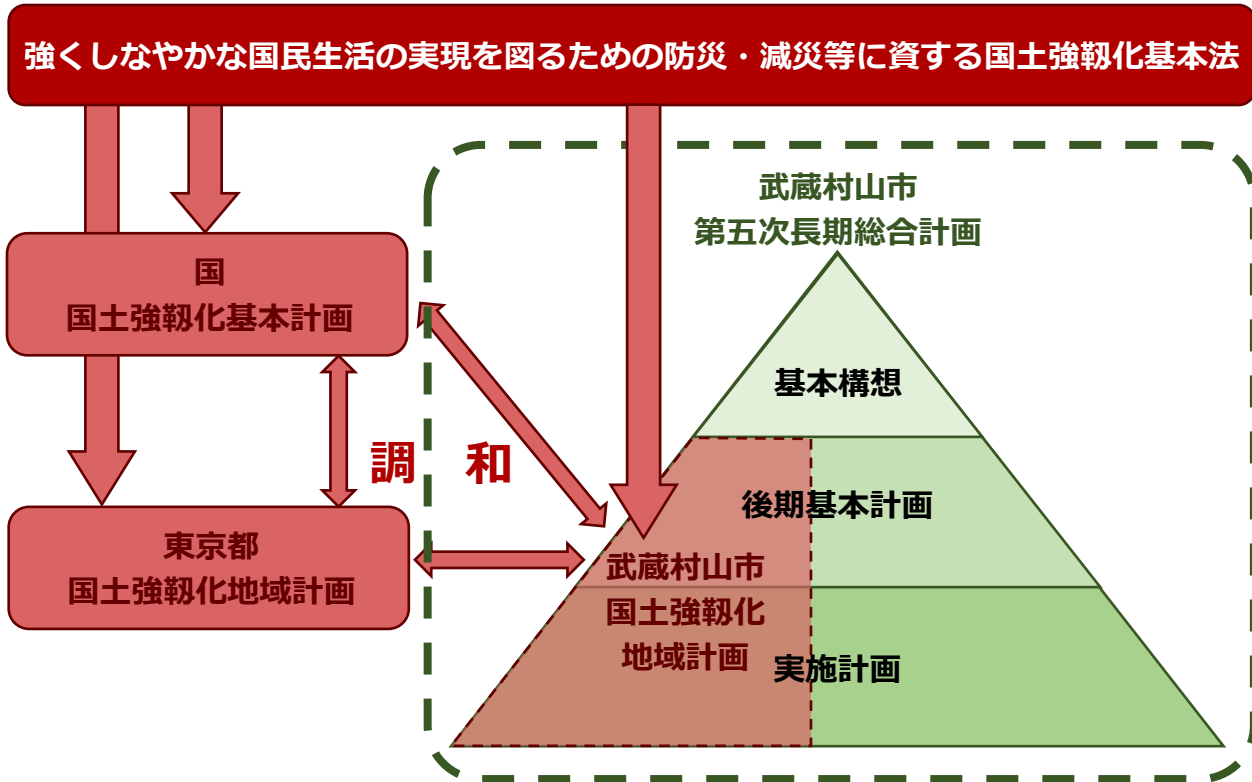 強くしなやかな国民生活の実現を図るための防災・減災等に資する国土強靱化基本法
武蔵村山市
第五次長期総合計画
国
国土強靱化基本計画
基本構想
調和
後期基本計画
東京都
国土強靱化地域計画
武蔵村山市
国土強靱化
地域計画
実施計画